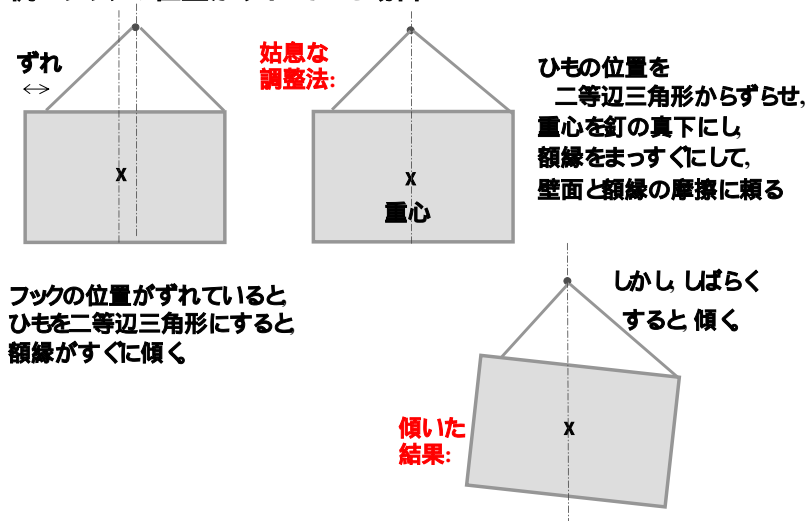 ずれ
x
フックの位置がずれていると,
ひもを二等辺三角形にすると,
額縁がすぐに傾く。
姑息な
調整法:
x
重心
ひもの位置を
二等辺三角形からずらせ,
重心を釘の真下にし,
額縁をまっすぐにして,
壁面と額縁の摩擦に頼る
しかし, しばらく
すると, 傾く。
傾いた
結果:
x